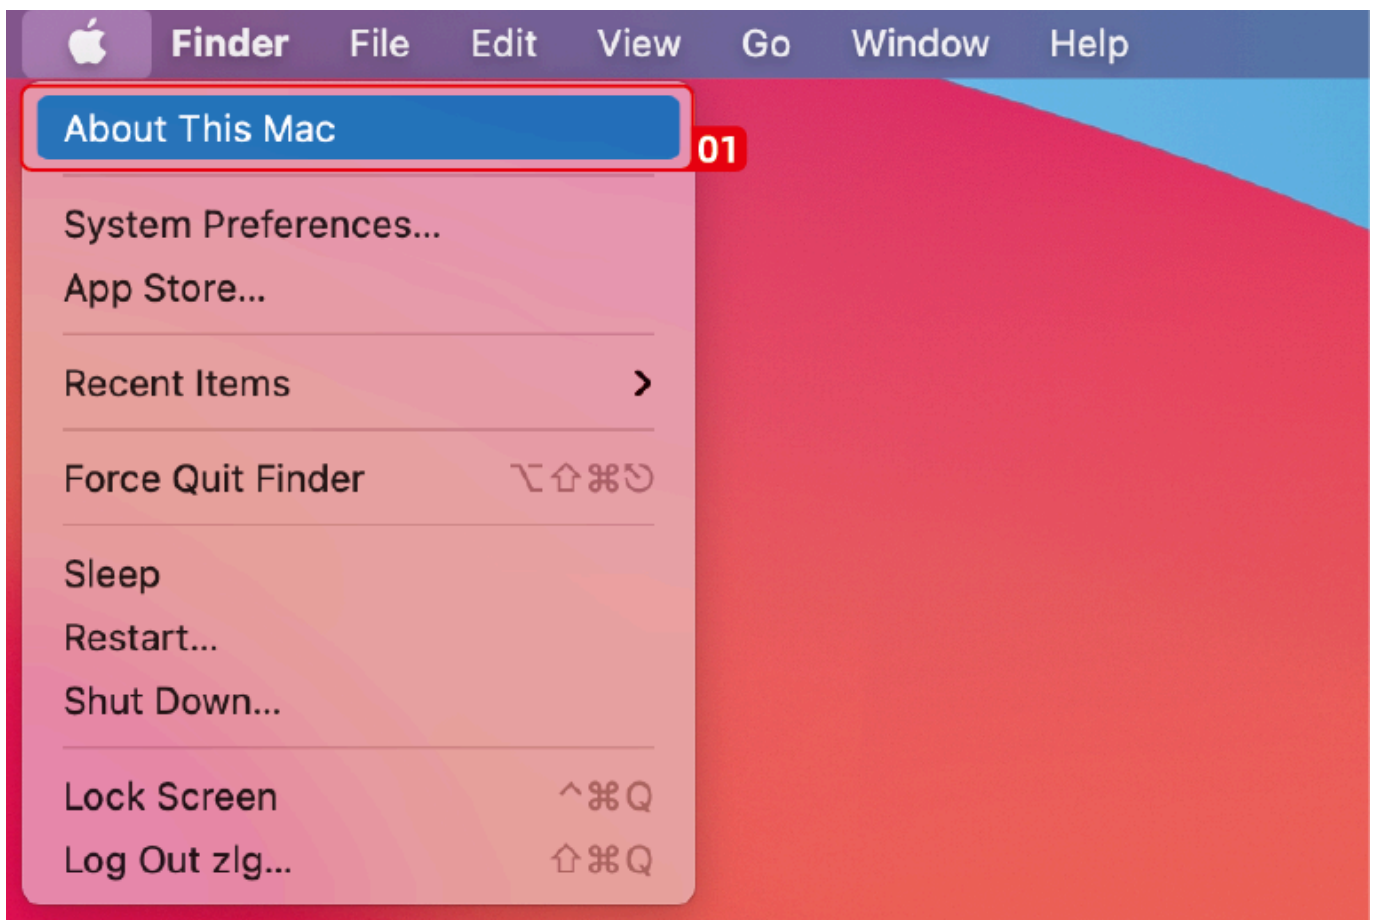 Finder File Edit View Go Window Help
About This Mac
01
System Preferences...
App Store...
Recent Items
Force Quit Finder ⌥⇧⌘⎋
Sleep
Restart...
Shut Down...
Lock Screen ^⌘Q
Log Out zlg... ⇧⌘Q